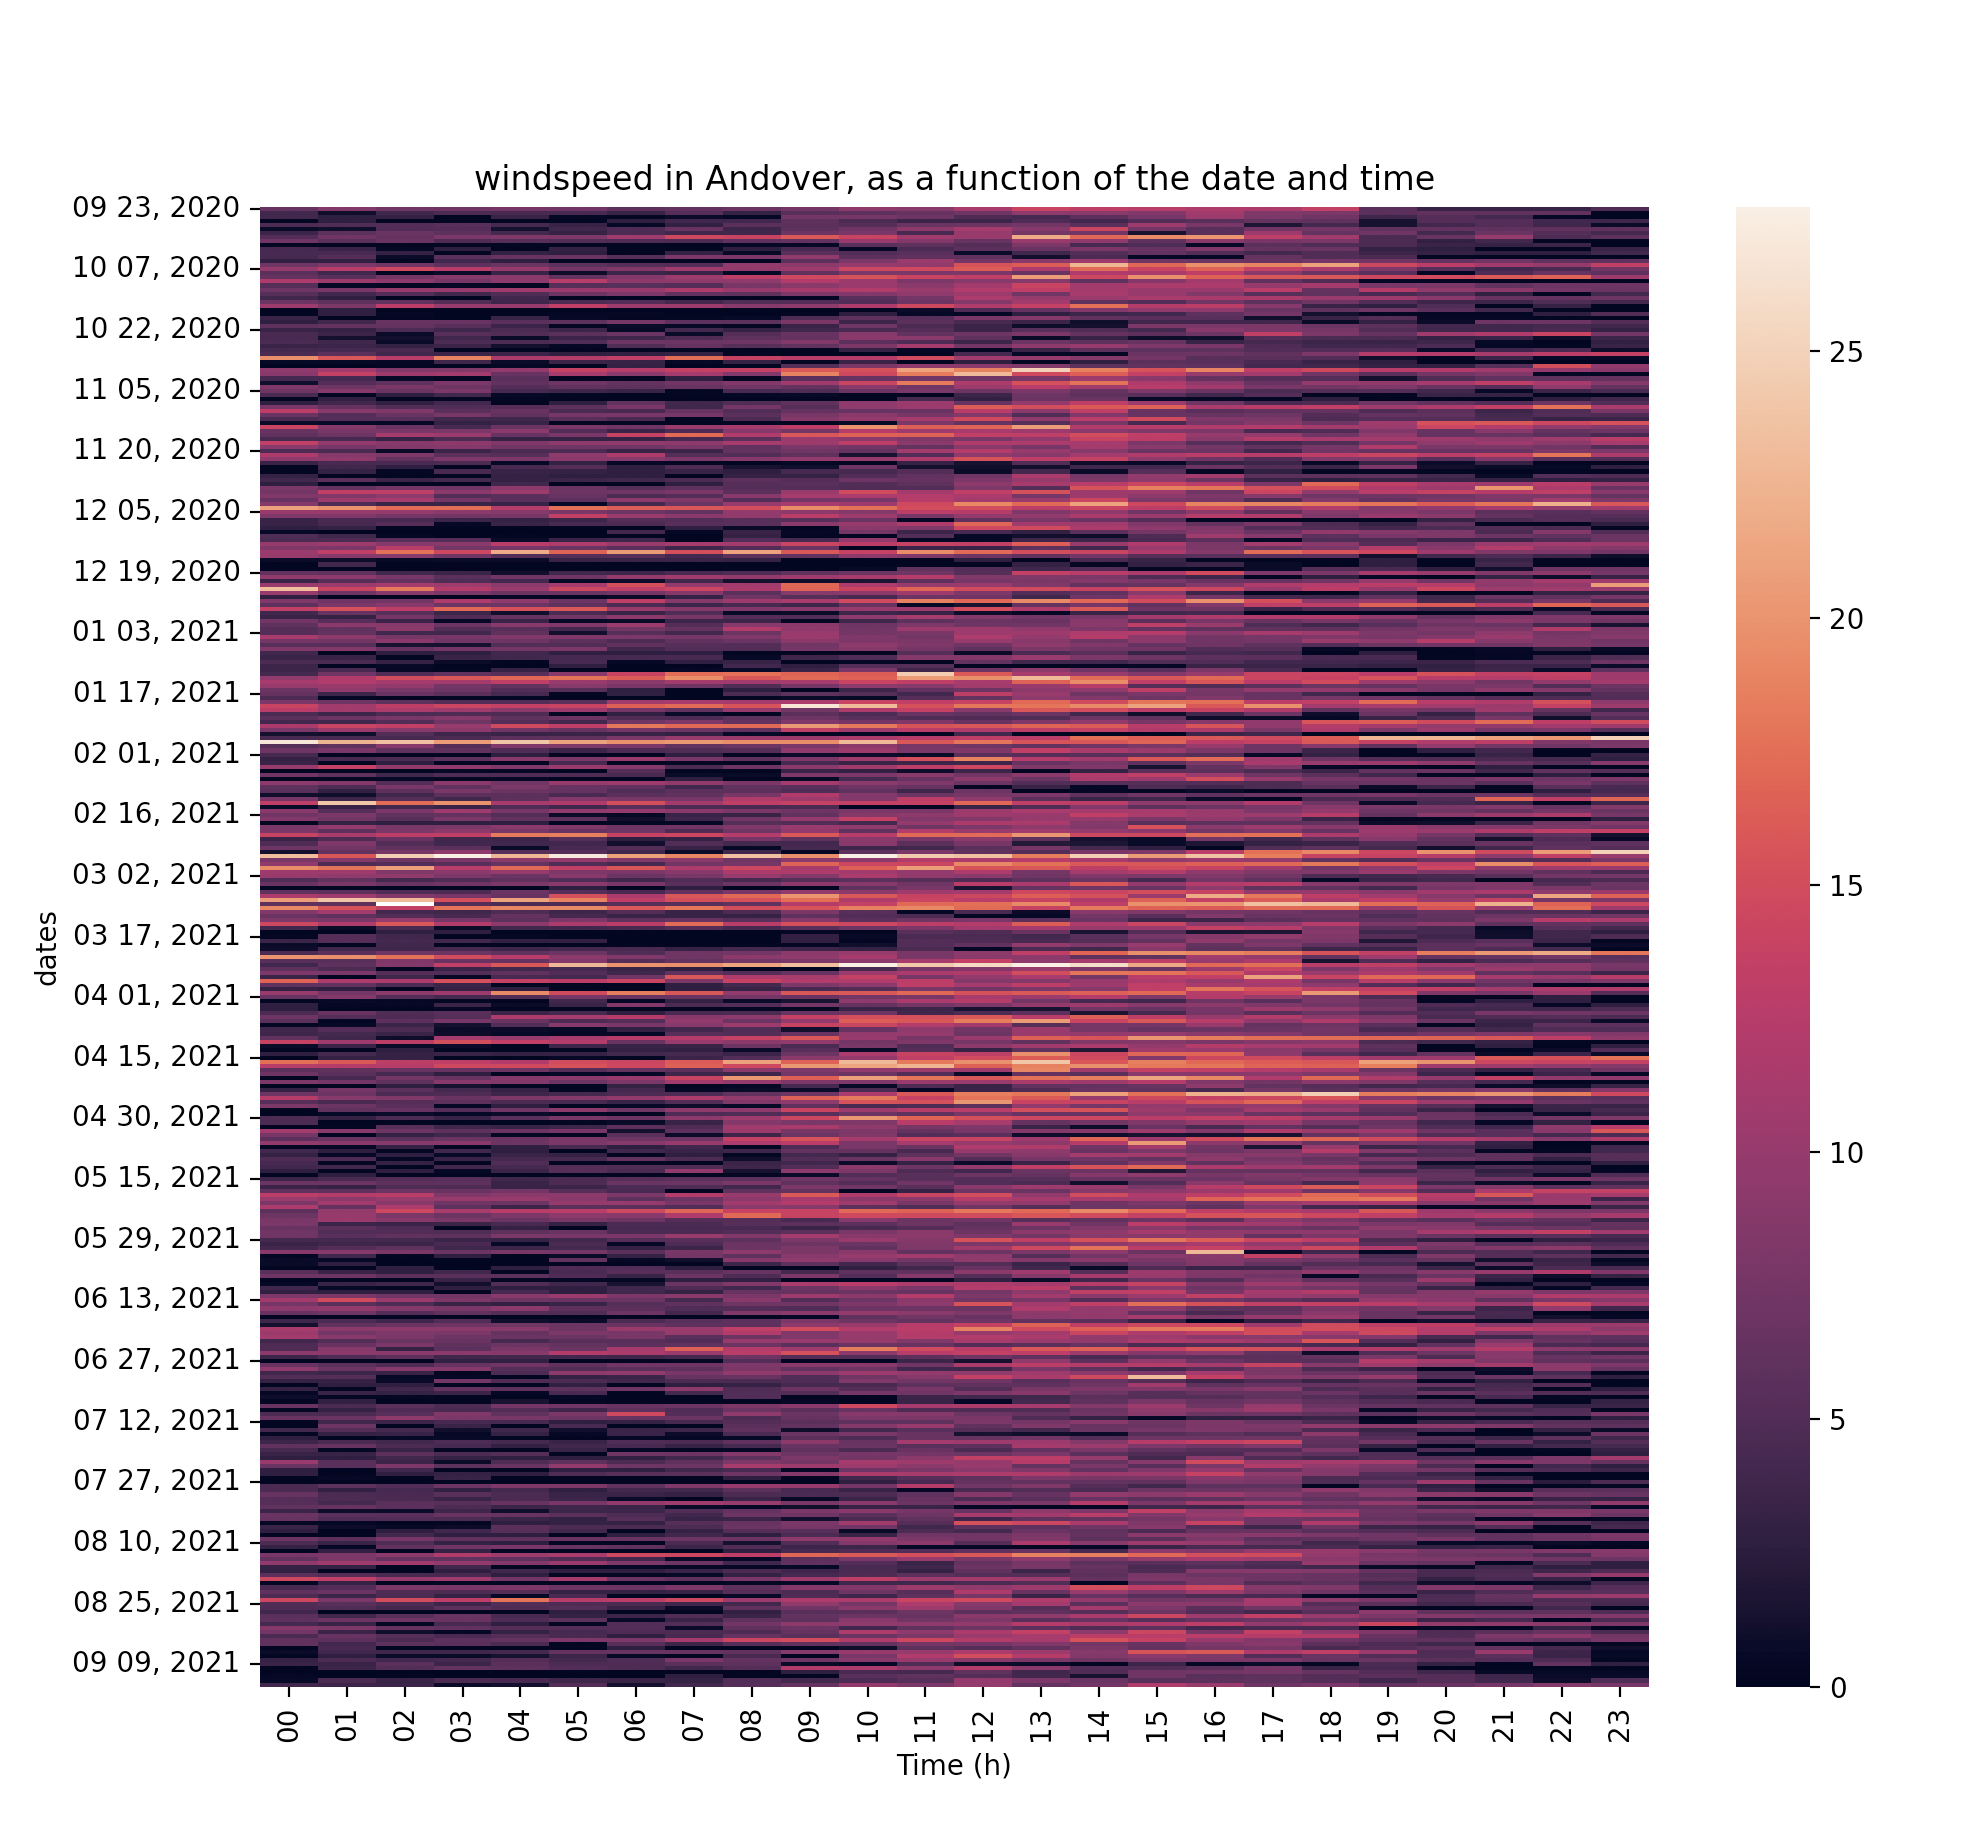 windspeed in Andover, as a function of the date and time
09 23, 2020
10 07, 2020
10 22, 2020
11 05, 2020
11 20, 2020
12 05, 2020
12 19, 2020
01 03, 2021
01 17, 2021
02 01, 2021
02 16, 2021
03 02, 2021
03 17, 2021
04 01, 2021
04 15, 2021
04 30, 2021
05 15, 2021
05 29, 2021
06 13, 2021
06 27, 2021
07 12, 2021
07 27, 2021
08 10, 2021
08 25, 2021
09 09, 2021
dates
00 01 02 03 04 05 06 07 08 09 10 11 12 13 14 15 16 17 18 19 20 21 22 23
Time (h)
25
20
15
10
5
0